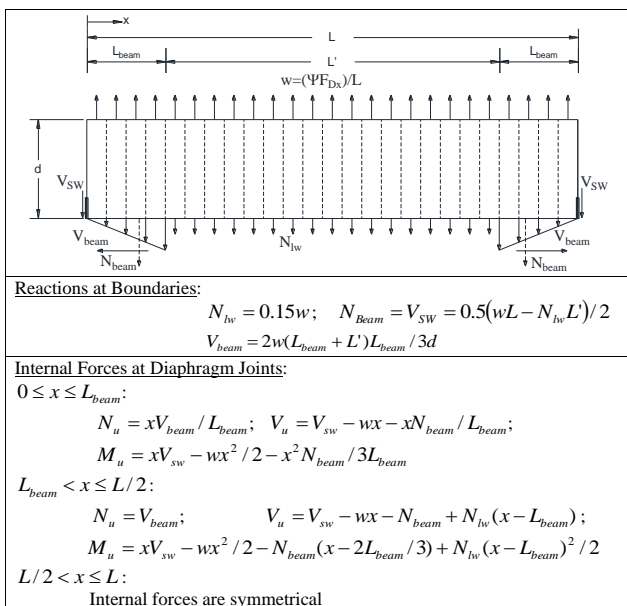 x
L
L_beam L' L_beam
w=(ΨF_Dx)/L
d
V_SW V_SW
V_beam N_lw V_beam
N_beam N_beam
Reactions at Boundaries:
N_lw = 0.15w; N_Beam = V_SW = 0.5(wL − N_lw L')/2
V_beam = 2w(L_beam + L')L_beam/3d
Internal Forces at Diaphragm Joints:
0 ≤ x ≤ L_beam:
N_u = xV_beam/L_beam; V_u = V_sw − wx − xN_beam/L_beam;
M_u = xV_sw − wx²/2 − x²N_beam/3L_beam
L_beam < x ≤ L/2:
N_u = V_beam; V_u = V_sw − wx − N_beam + N_lw(x − L_beam);
M_u = xV_sw − wx²/2 − N_beam(x − 2L_beam/3) + N_lw(x − L_beam)²/2
L/2 < x ≤ L:
Internal forces are symmetrical